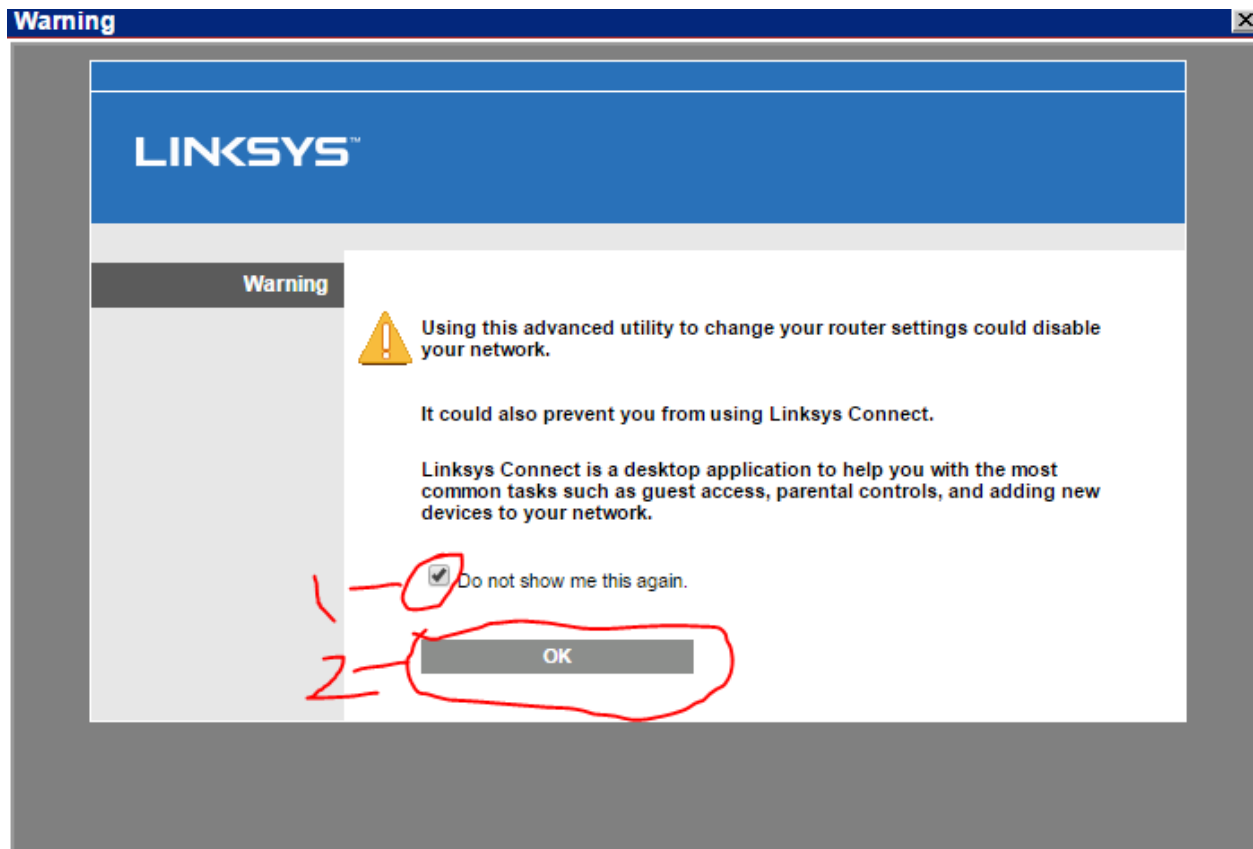 Warning
LINKSYS™
Warning
Using this advanced utility to change your router settings could disable
your network.
It could also prevent you from using Linksys Connect.
Linksys Connect is a desktop application to help you with the most
common tasks such as guest access, parental controls, and adding new
devices to your network.
1
Do not show me this again.
2
OK